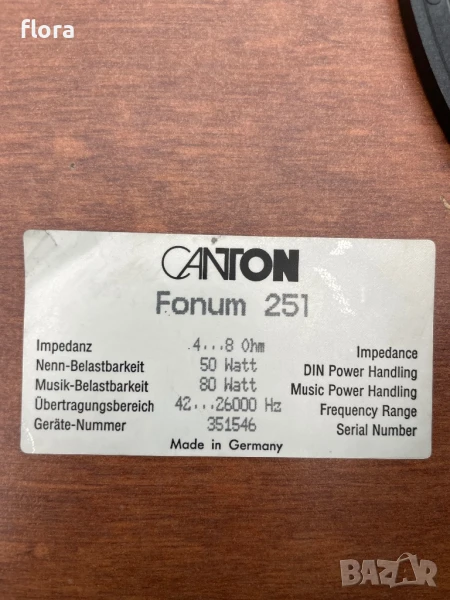 flora
CANTON
Fonum 251
Impedanz 4...8 Ohm Impedance
Nenn-Belastbarkeit 50 Watt DIN Power Handling
Musik-Belastbarkeit 80 Watt Music Power Handling
Übertragungsbereich 42...26000 Hz Frequency Range
Geräte-Nummer 351546 Serial Number
Made in Germany
BAZAR